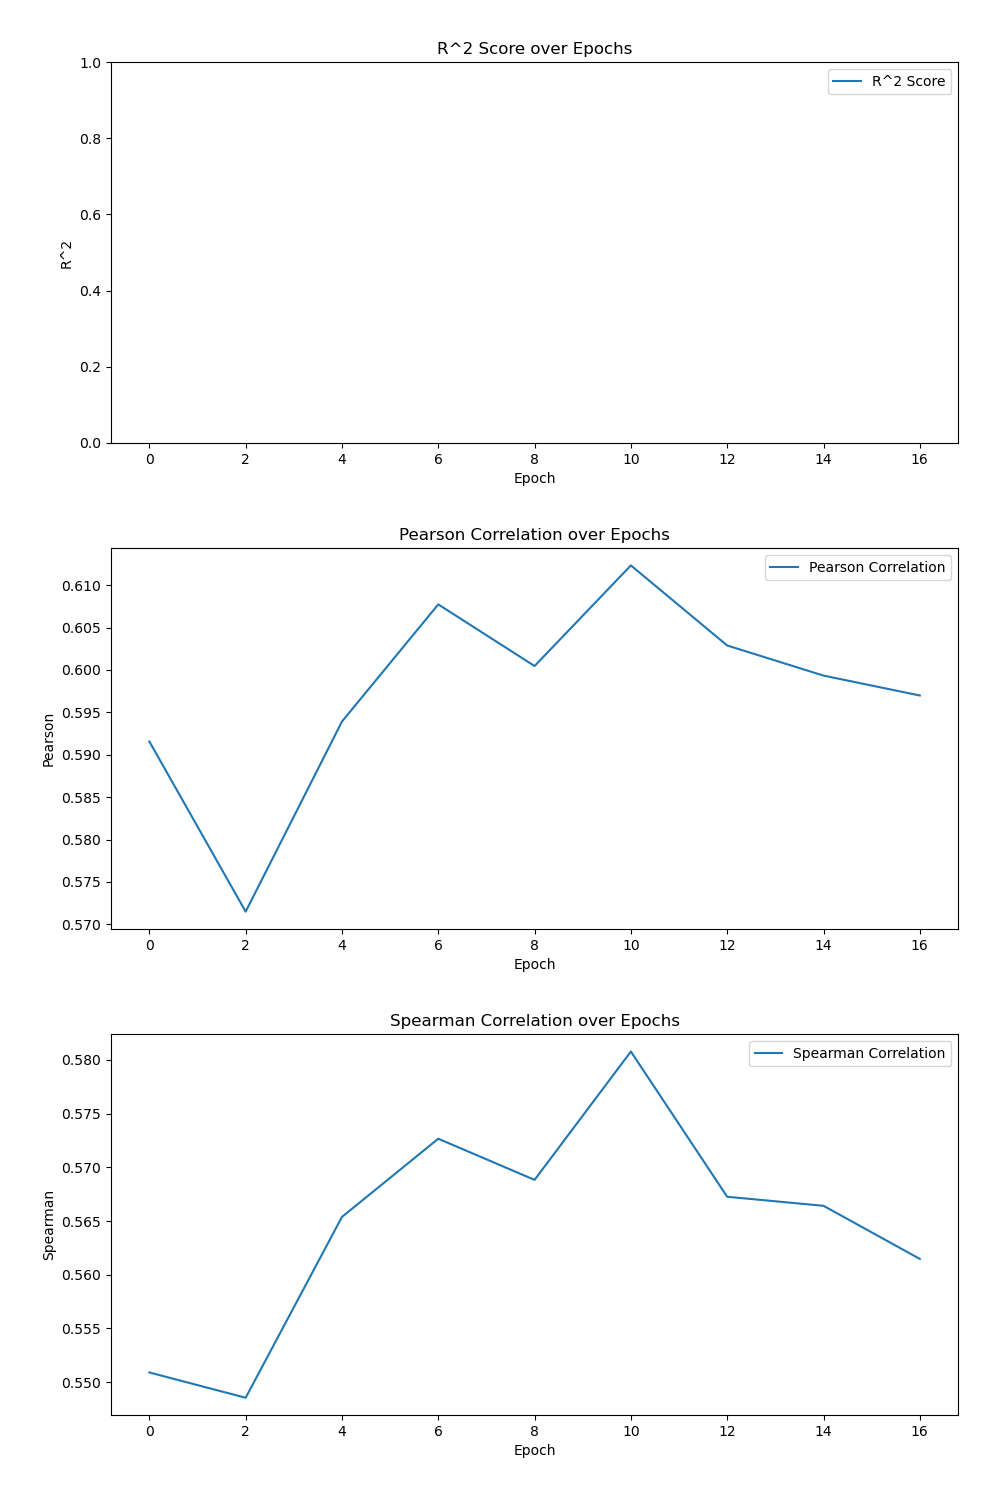 R^2 Score over Epochs
R^2 Score
1.0
0.8
0.6
0.4
0.2
0.0
R^2
0 2 4 6 8 10 12 14 16
Epoch
Pearson Correlation over Epochs
Pearson Correlation
0.610
0.605
0.600
0.595
0.590
0.585
0.580
0.575
0.570
Pearson
0 2 4 6 8 10 12 14 16
Epoch
Spearman Correlation over Epochs
Spearman Correlation
0.580
0.575
0.570
0.565
0.560
0.555
0.550
Spearman
0 2 4 6 8 10 12 14 16
Epoch